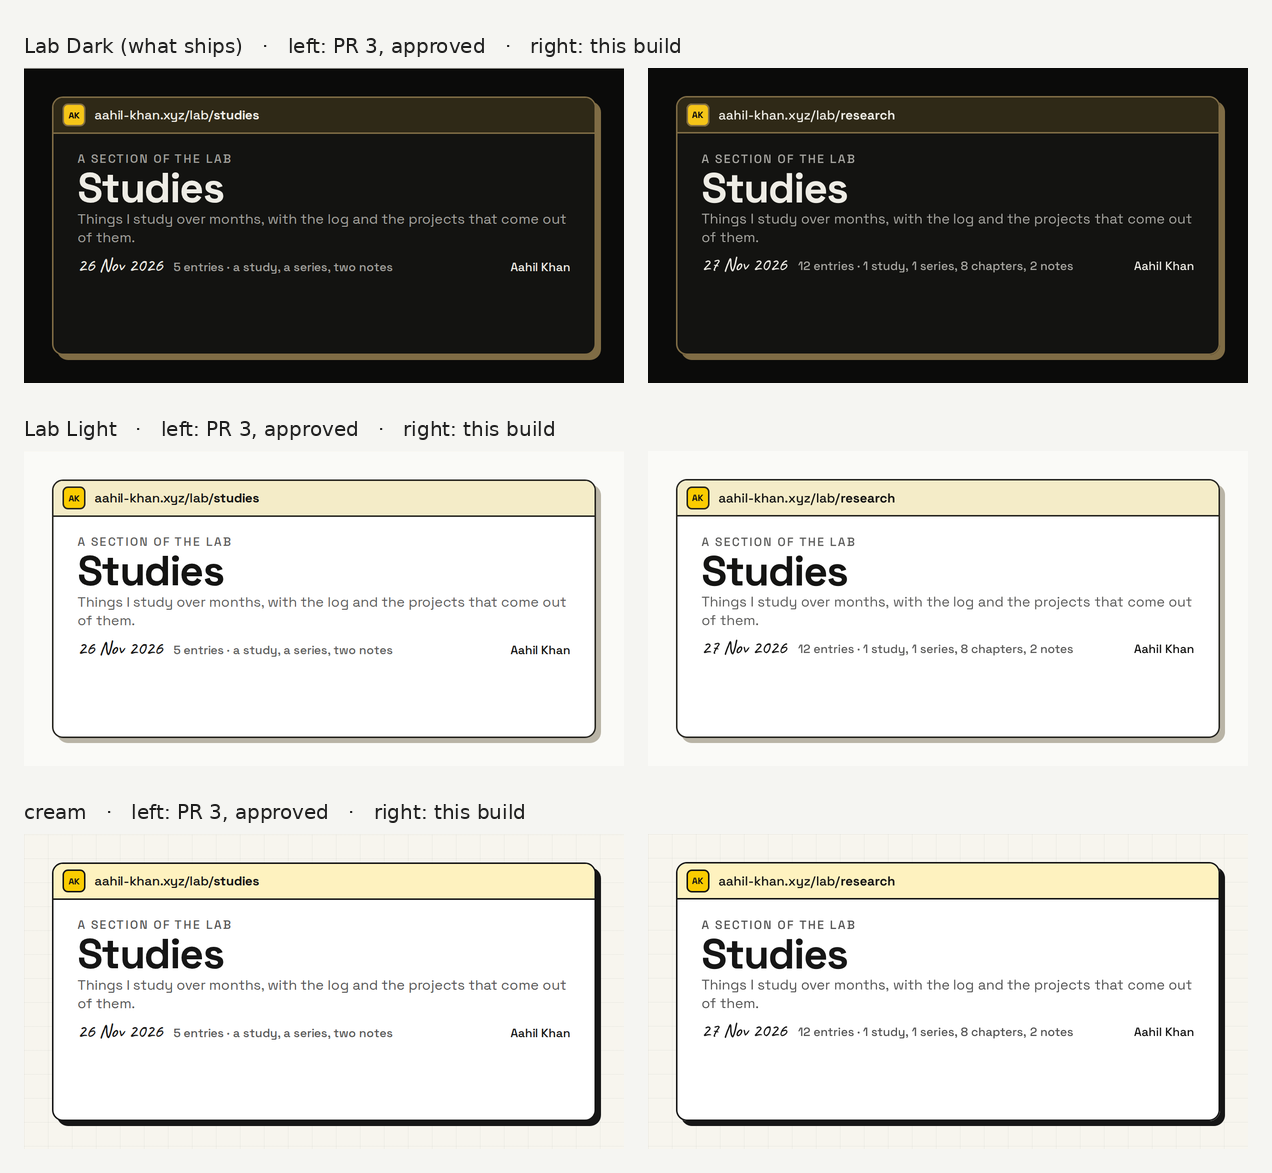 Lab Dark (what ships) · left: PR 3, approved · right: this build
AK aahil-khan.xyz/lab/studies
A SECTION OF THE LAB
Studies
Things I study over months, with the log and the projects that come out
of them.
26 Nov 2026 5 entries · a study, a series, two notes Aahil Khan
AK aahil-khan.xyz/lab/research
A SECTION OF THE LAB
Studies
Things I study over months, with the log and the projects that come out
of them.
27 Nov 2026 12 entries · 1 study, 1 series, 8 chapters, 2 notes Aahil Khan
Lab Light · left: PR 3, approved · right: this build
AK aahil-khan.xyz/lab/studies
A SECTION OF THE LAB
Studies
Things I study over months, with the log and the projects that come out
of them.
26 Nov 2026 5 entries · a study, a series, two notes Aahil Khan
AK aahil-khan.xyz/lab/research
A SECTION OF THE LAB
Studies
Things I study over months, with the log and the projects that come out
of them.
27 Nov 2026 12 entries · 1 study, 1 series, 8 chapters, 2 notes Aahil Khan
cream · left: PR 3, approved · right: this build
AK aahil-khan.xyz/lab/studies
A SECTION OF THE LAB
Studies
Things I study over months, with the log and the projects that come out
of them.
26 Nov 2026 5 entries · a study, a series, two notes Aahil Khan
AK aahil-khan.xyz/lab/research
A SECTION OF THE LAB
Studies
Things I study over months, with the log and the projects that come out
of them.
27 Nov 2026 12 entries · 1 study, 1 series, 8 chapters, 2 notes Aahil Khan